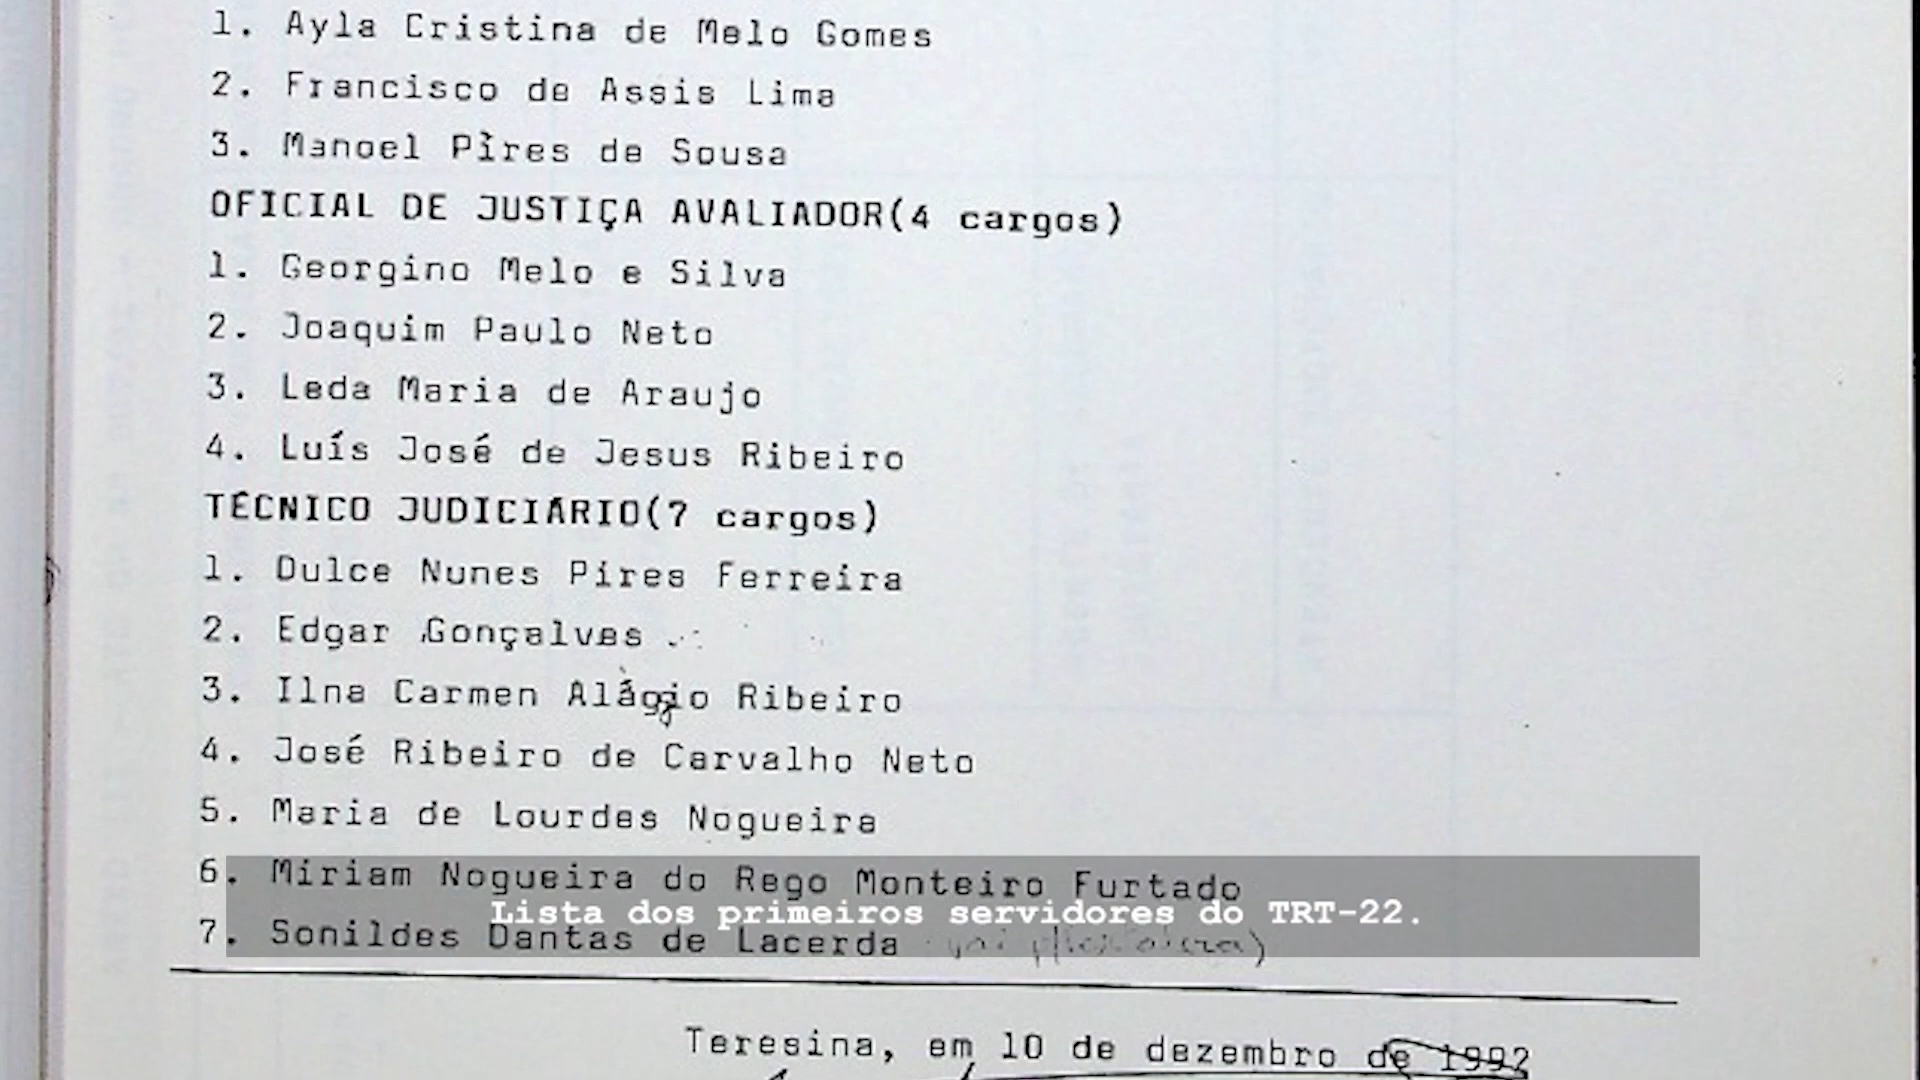 1. Ayla Cristina de Melo Gomes
2. Francisco de Assis Lima
3. Manoel Pires de Sousa
OFICIAL DE JUSTIÇA AVALIADOR(4 cargos)
1. Georgino Melo e Silva
2. Joaquim Paulo Neto
3. Leda Maria de Araujo
4. Luís José de Jesus Ribeiro
TÉCNICO JUDICIÁRIO(7 cargos)
1. Dulce Nunes Pires Ferreira
2. Edgar Gonçalves
3. Ilna Carmen Ribeiro
4. José Ribeiro de Carvalho Neto
5. Maria de Lourdes Nogueira
6. Miriam Nogueira do Rego Monteiro Furtado
Lista dos primeiros servidores do TRT-22.
7. Sonildes Dantas de Lacerda
Teresina, em 10 de dezembro de 1992